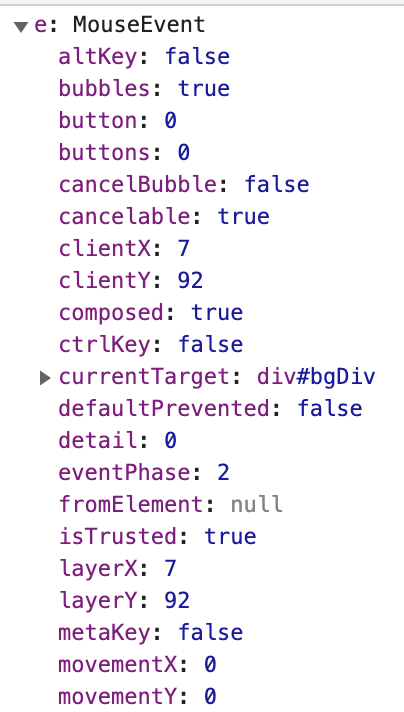 e: MouseEvent
altKey: false
bubbles: true
button: 0
buttons: 0
cancelBubble: false
cancelable: true
clientX: 7
clientY: 92
composed: true
ctrlKey: false
currentTarget: div#bgDiv
defaultPrevented: false
detail: 0
eventPhase: 2
fromElement: null
isTrusted: true
layerX: 7
layerY: 92
metaKey: false
movementX: 0
movementY: 0